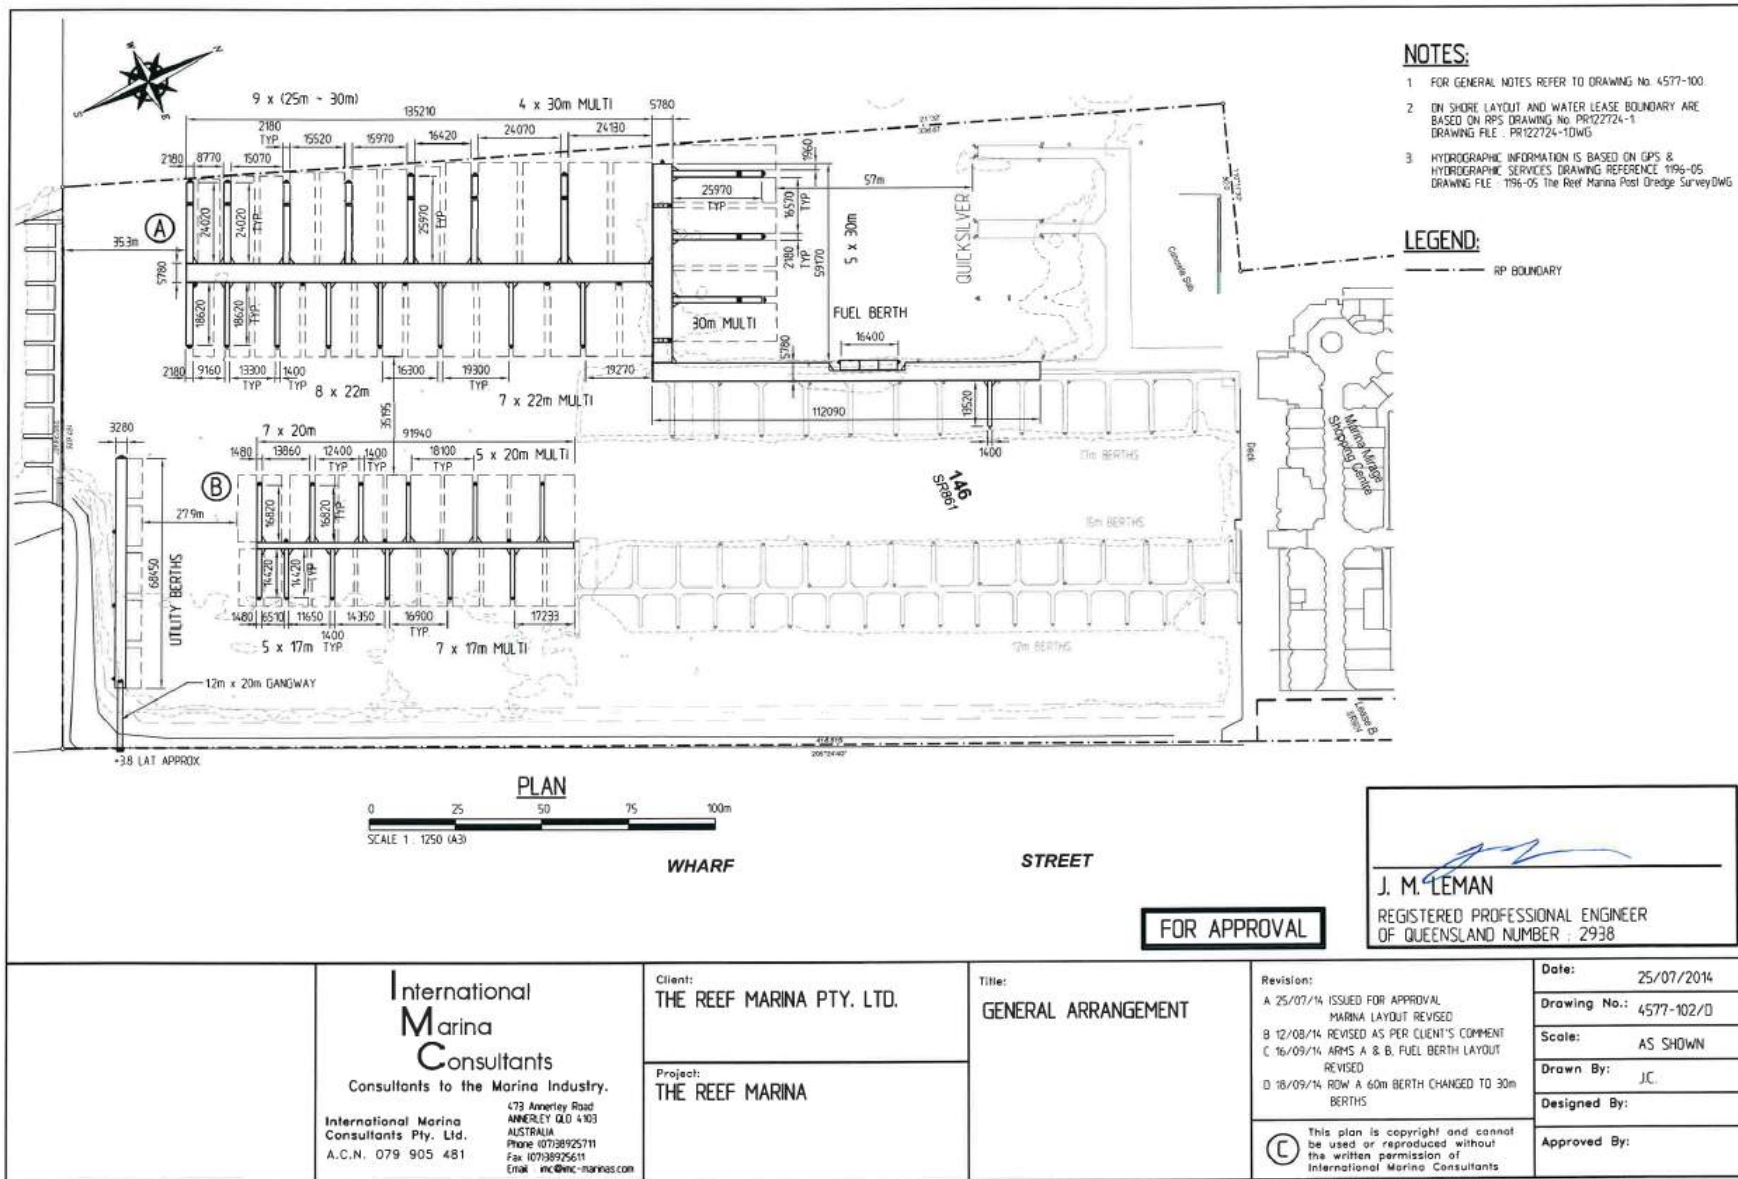 NOTES:
1 FOR GENERAL NOTES REFER TO DRAWING No. 4577-100.
2 ON SHORE LAYOUT AND WATER LEASE BOUNDARY ARE
BASED ON RPS DRAWING No. PR122724-1
DRAWING FILE : PR122724-1DWG
3 HYDROGRAPHIC INFORMATION IS BASED ON GPS &
HYDROGRAPHIC SERVICES DRAWING REFERENCE 1196-05
DRAWING FILE : 1196-05 The Reef Marina Post Dredge Survey.DWG
LEGEND:
RP BOUNDARY
N
S
9 x (25m - 30m)
4 x 30m MULTI
135210
5780
2180
TYP
15520
15970
16420
24070
24130
2180
8770
15070
1960
57m
25970
TYP
16570
TYP
A
24020
24020
TYP
25970
TYP
353m
5780
2180
TYP
59170
5 x 30m
QUICKSILVER
Concrete Slab
18620
18620
TYP
30m MULTI
FUEL BERTH
16400
5780
2180
9160
13300
TYP
1400
TYP
16300
19300
TYP
19270
8 x 22m
7 x 22m MULTI
35195
112090
13520
1400
17m BERTHS
Deck
Marina Mirage
Shopping Centre
3280
7 x 20m
91940
1480
13860
12400
TYP
1400
TYP
18100
TYP
5 x 20m MULTI
B
16820
16820
TYP
146
SR861
15m BERTHS
27.9m
68450
UTILITY BERTHS
14420
14420
TYP
1480
6510
11650
14350
16900
TYP
17233
1400
TYP
5 x 17m
7 x 17m MULTI
12m BERTHS
1.2m x 20m GANGWAY
Lease B
+3.8 LAT APPROX.
PLAN
0 25 50 75 100m
SCALE 1 : 1250 (A3)
WHARF STREET
FOR APPROVAL
J. M. LEMAN
REGISTERED PROFESSIONAL ENGINEER
OF QUEENSLAND NUMBER : 2938
International
Marina
Consultants
Consultants to the Marina Industry.
International Marina
Consultants Pty. Ltd.
A.C.N. 079 905 481
473 Annerley Road
ANNERLEY QLD 4103
AUSTRALIA
Phone (07)38925711
Fax (07)38925611
Email : imc@imc-marinas.com
Client:
THE REEF MARINA PTY. LTD.
Project:
THE REEF MARINA
Title:
GENERAL ARRANGEMENT
Revision:
A 25/07/14 ISSUED FOR APPROVAL
MARINA LAYOUT REVISED
B 12/08/14 REVISED AS PER CLIENT'S COMMENT
C 16/09/14 ARMS A & B, FUEL BERTH LAYOUT
REVISED
D 18/09/14 ROW A 60m BERTH CHANGED TO 30m
BERTHS
C This plan is copyright and cannot
be used or reproduced without
the written permission of
International Marina Consultants
Date: 25/07/2014
Drawing No.: 4577-102/D
Scale: AS SHOWN
Drawn By: J.C.
Designed By:
Approved By: